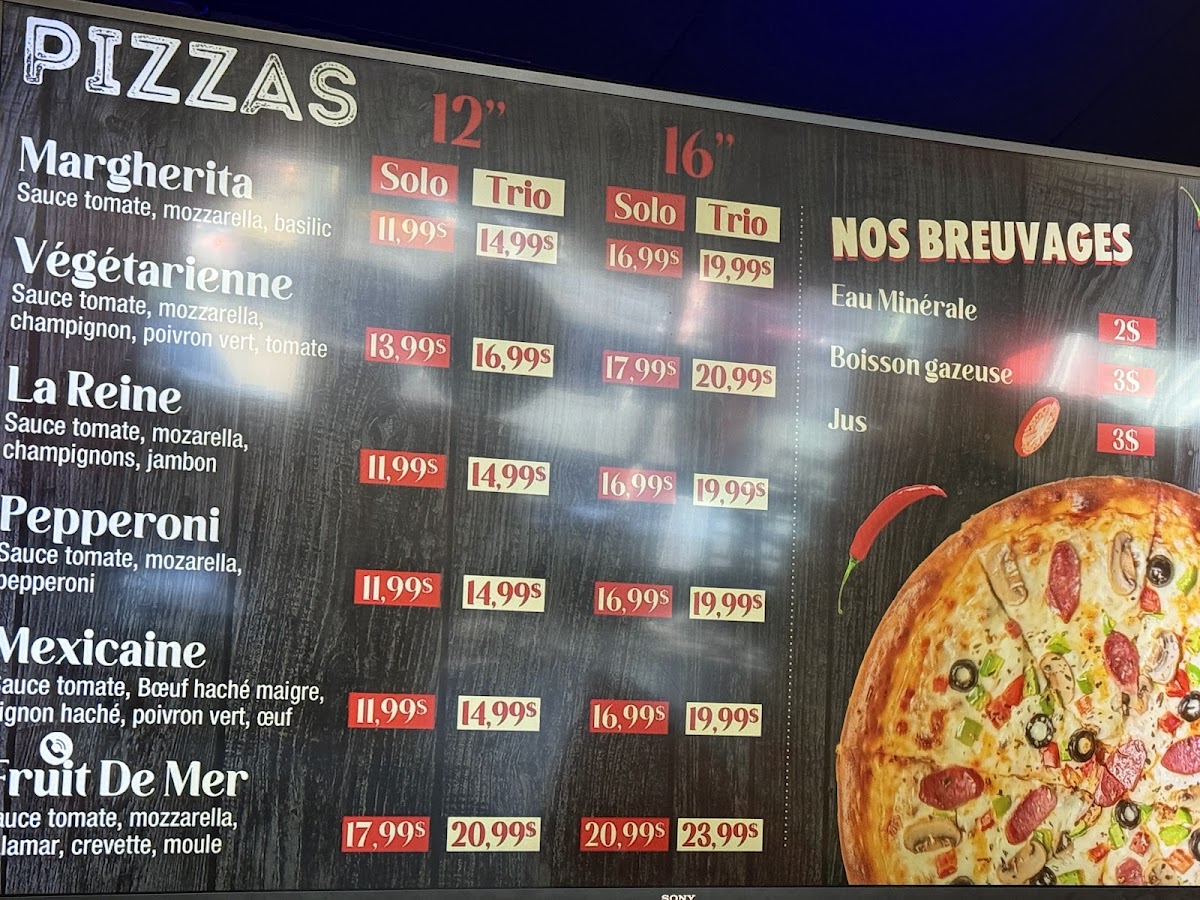 PIZZAS
12”
16”
Solo Trio
Solo Trio
Margherita
Sauce tomate, mozzarella, basilic
11,99$ 14,99$ 16,99$ 19,99$
Végétarienne
Sauce tomate, mozzarella,
champignon, poivron vert, tomate
13,99$ 16,99$ 17,99$ 20,99$
La Reine
Sauce tomate, mozarella,
champignons, jambon
11,99$ 14,99$ 16,99$ 19,99$
Pepperoni
Sauce tomate, mozarella,
pepperoni
11,99$ 14,99$ 16,99$ 19,99$
Mexicaine
Sauce tomate, Bœuf haché maigre,
ignon haché, poivron vert, œuf
11,99$ 14,99$ 16,99$ 19,99$
Fruit De Mer
auce tomate, mozzarella,
lamar, crevette, moule
17,99$ 20,99$ 20,99$ 23,99$
NOS BREUVAGES
Eau Minérale 2$
Boisson gazeuse 3$
Jus 3$
SONY